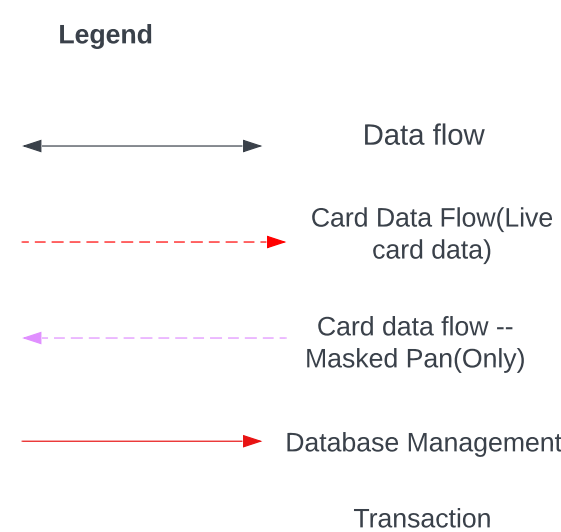 Legend
Data flow
Card Data Flow(Live
card data)
Card data flow --
Masked Pan(Only)
Database Management
Transaction